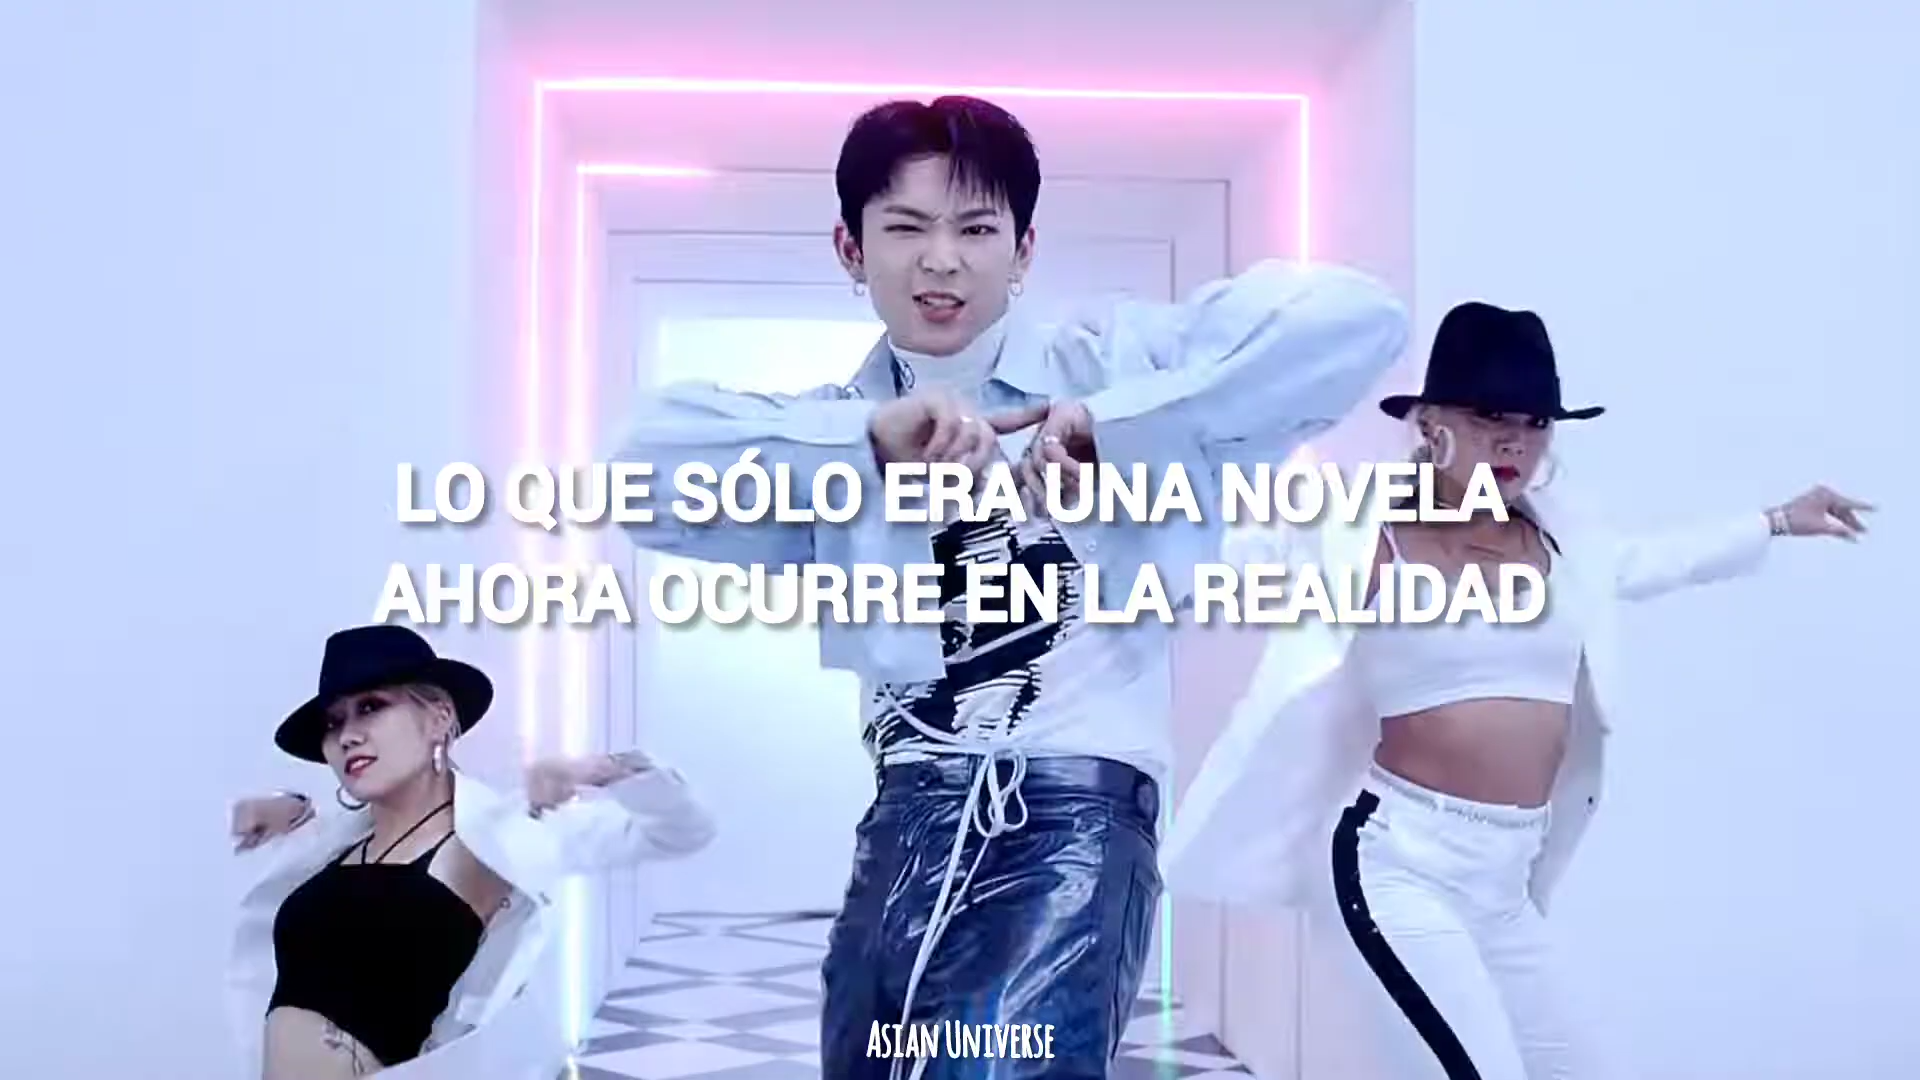 LO QUE SÓLO ERA UNA NOVELA
AHORA OCURRE EN LA REALIDAD
ASIAN UNIVERSE